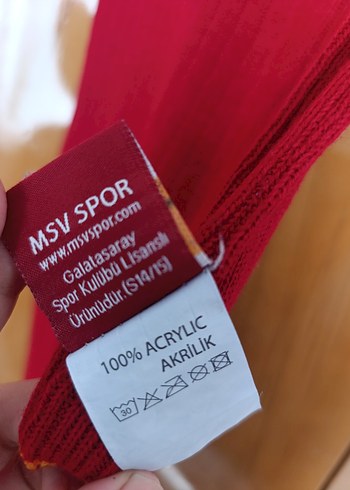 MSV SPOR
www.msvspor.com
Galatasaray
Spor Kulübü Lisanslı
Ürünüdür.(S14/15)
100% ACRYLIC
AKRİLİK
30